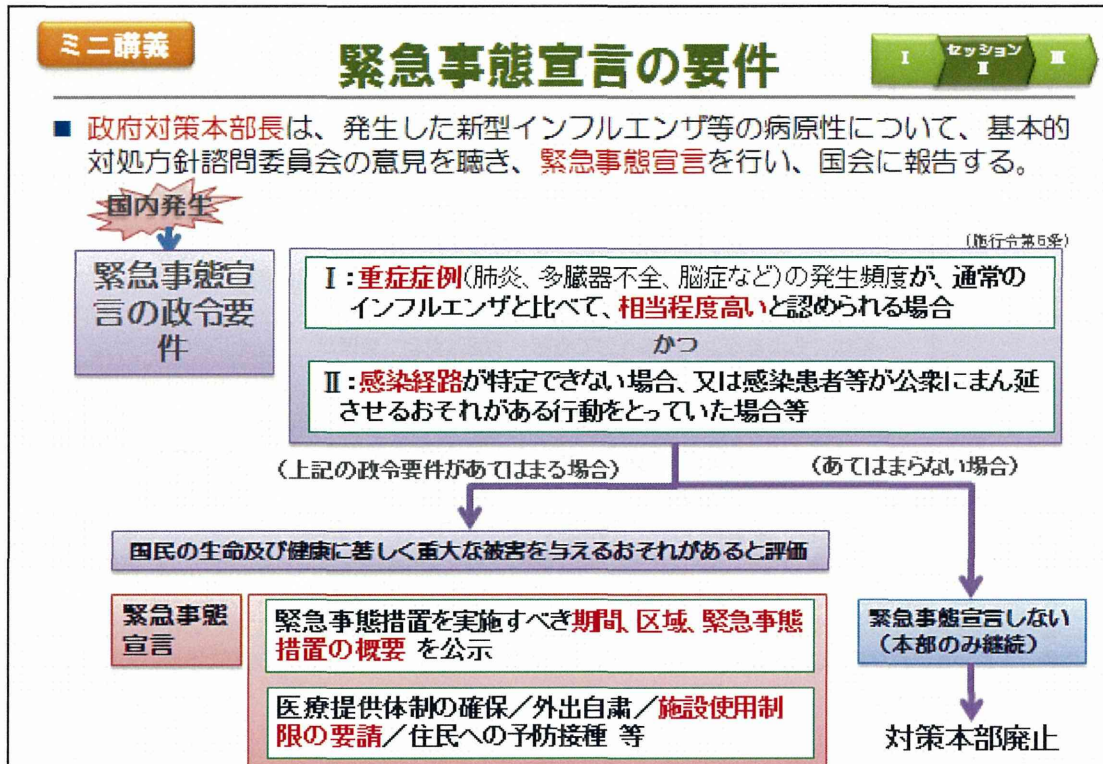 ミニ講義
緊急事態宣言の要件
Ⅰ
セッション
Ⅱ
Ⅲ
■ 政府対策本部長は、発生した新型インフルエンザ等の病原性について、基本的
対処方針諮問委員会の意見を聴き、緊急事態宣言を行い、国会に報告する。
国内発生
(施行令第6条)
緊急事態宣
言の政令要
件
Ⅰ:重症症例(肺炎、多臓器不全、脳症など)の発生頻度が、通常の
インフルエンザと比べて、相当程度高いと認められる場合
かつ
Ⅱ:感染経路が特定できない場合、又は感染患者等が公衆にまん延
させるおそれがある行動をとっていた場合等
(上記の政令要件があてはまる場合)
(あてはまらない場合)
国民の生命及び健康に著しく重大な被害を与えるおそれがあると評価
緊急事態
宣言
緊急事態措置を実施すべき期間、区域、緊急事態
措置の概要 を公示
医療提供体制の確保/外出自粛/施設使用制
限の要請/住民への予防接種 等
緊急事態宣言しない
(本部のみ継続)
対策本部廃止